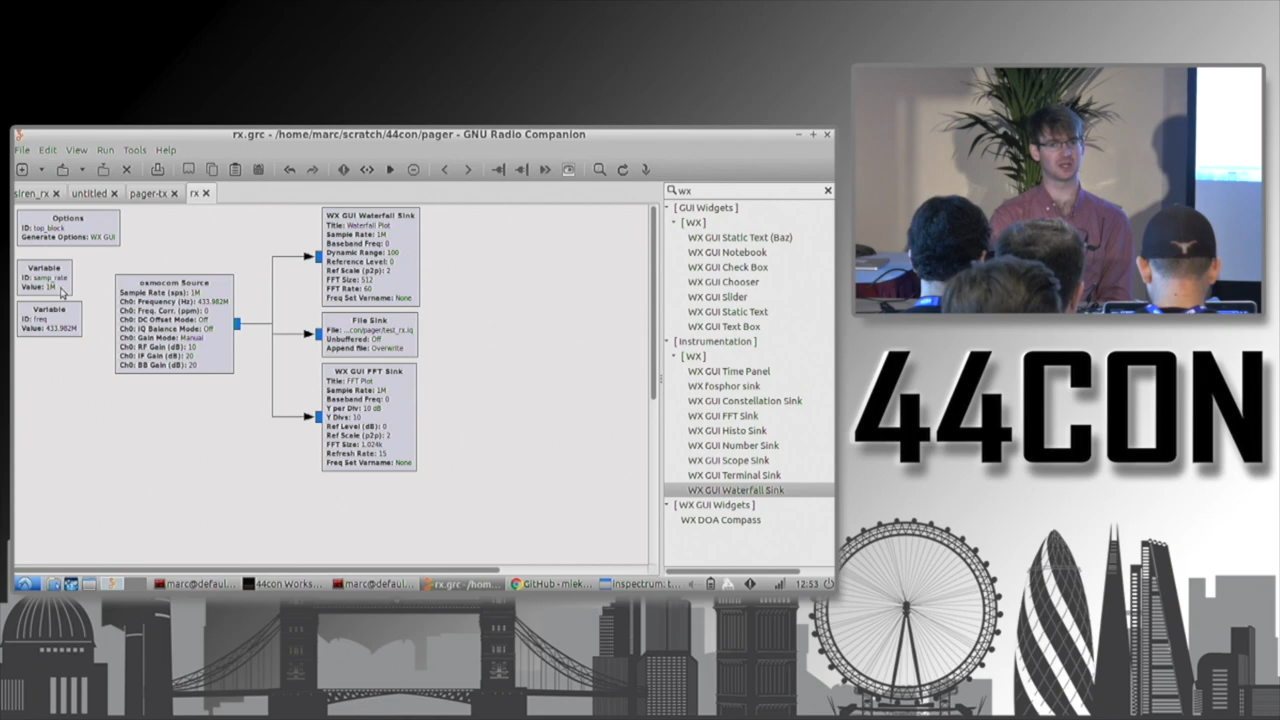 rx.grc - /home/marc/scratch/44con/pager - GNU Radio Companion
File Edit View Run Tools Help
siren_rx untitled pager-tx rx
wx
Options
ID: top_block
Generate Options: WX GUI
Variable
ID: samp_rate
Value: 1M
Variable
ID: freq
Value: 433.982M
osmocom Source
Sample Rate (sps): 1M
Ch0: Frequency (Hz): 433.982M
Ch0: Freq. Corr. (ppm): 0
Ch0: DC Offset Mode: Off
Ch0: IQ Balance Mode: Off
Ch0: Gain Mode: Manual
Ch0: RF Gain (dB): 10
Ch0: IF Gain (dB): 20
Ch0: BB Gain (dB): 20
WX GUI Waterfall Sink
Title: Waterfall Plot
Sample Rate: 1M
Baseband Freq: 0
Dynamic Range: 100
Reference Level: 0
Ref Scale (p2p): 2
FFT Size: 512
FFT Rate: 60
Freq Set Varname: None
File Sink
File: ...con/pager/test_rx.iq
Unbuffered: Off
Append file: Overwrite
WX GUI FFT Sink
Title: FFT Plot
Sample Rate: 1M
Baseband Freq: 0
Y per Div: 10 dB
Y Divs: 10
Ref Level (dB): 0
Ref Scale (p2p): 2
FFT Size: 1.024k
Refresh Rate: 15
Freq Set Varname: None
[ GUI Widgets ]
[ WX ]
WX GUI Static Text (Baz)
WX GUI Notebook
WX GUI Check Box
WX GUI Chooser
WX GUI Slider
WX GUI Static Text
WX GUI Text Box
[ Instrumentation ]
[ WX ]
WX GUI Time Panel
WX fosphor sink
WX GUI Constellation Sink
WX GUI FFT Sink
WX GUI Histo Sink
WX GUI Number Sink
WX GUI Scope Sink
WX GUI Terminal Sink
WX GUI Waterfall Sink
[ WX GUI Widgets ]
WX DOA Compass
marc@defaul... 44con Works... marc@defaul... rx.grc - /hom... GitHub - miek... Inspectrum: t... 12:53
44CON